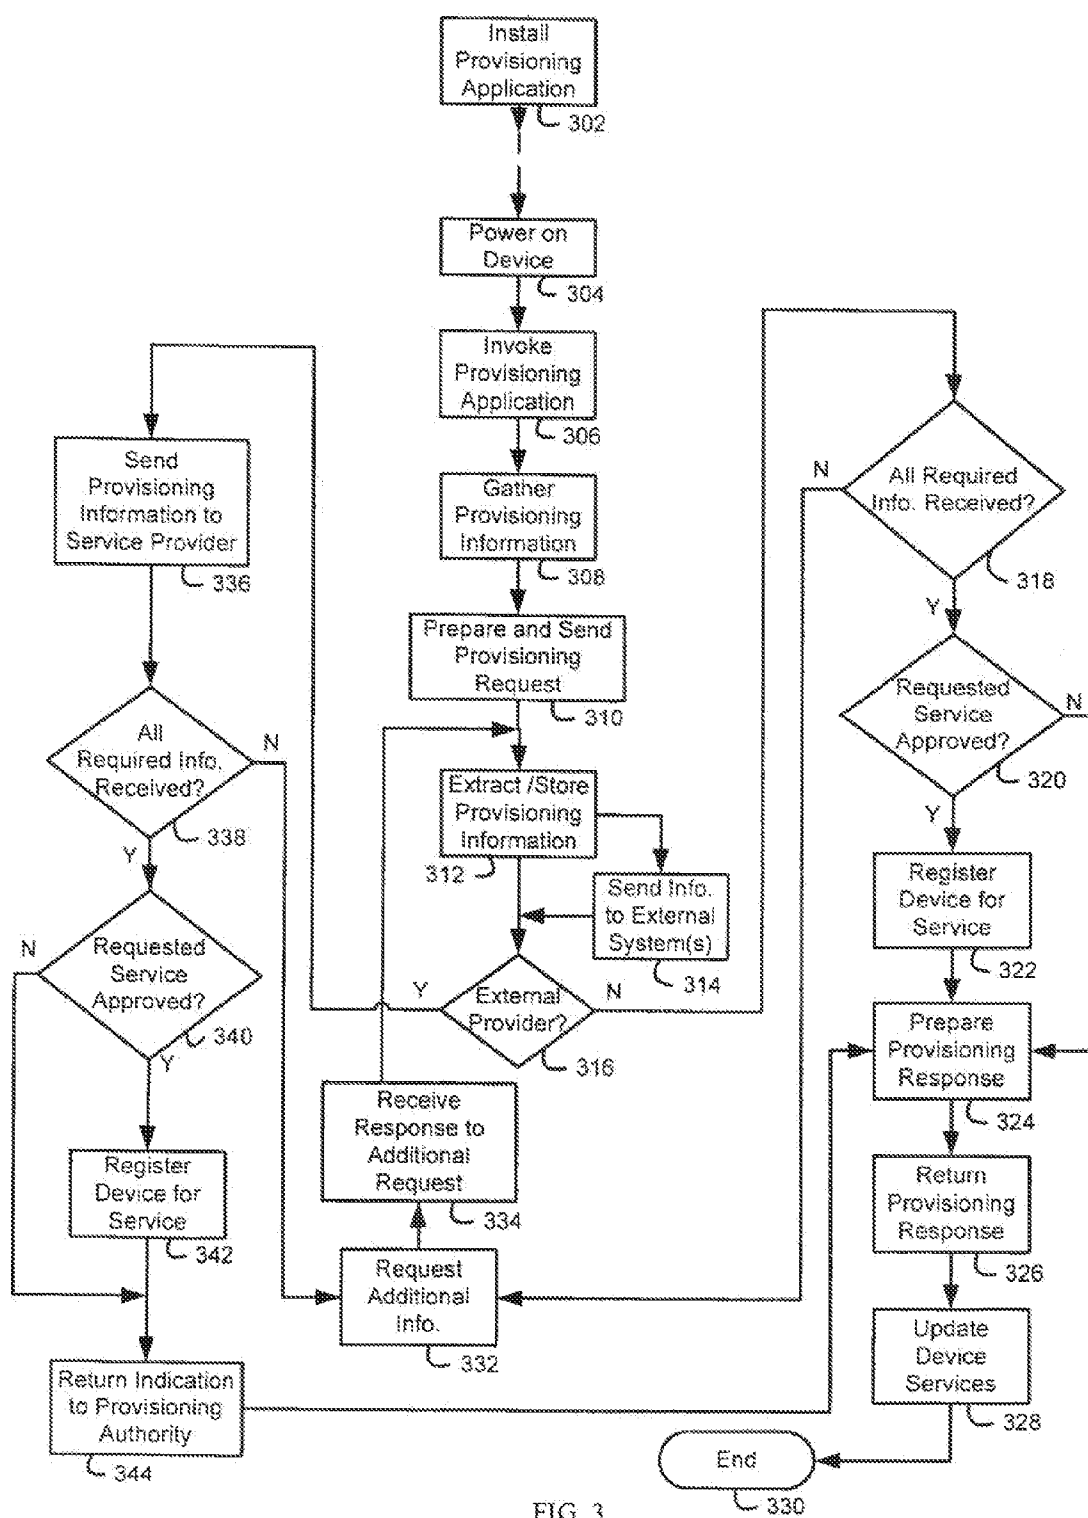 Install
Provisioning
Application
302
Power on
Device
304
Invoke
Provisioning
Application
306
Gather
Provisioning
Information
308
Prepare and Send
Provisioning
Request
310
Extract /Store
Provisioning
Information
312
Send Info.
to External
System(s)
314
External
Provider?
316
Y
N
All Required
Info. Received?
318
N
Y
Requested
Service
Approved?
320
N
Y
Register
Device for
Service
322
Prepare
Provisioning
Response
324
Return
Provisioning
Response
326
Update
Device
Services
328
End
330
Request
Additional
Info.
332
Receive
Response to
Additional
Request
334
Send
Provisioning
Information to
Service Provider
336
All
Required Info.
Received?
338
N
Y
Requested
Service
Approved?
340
N
Y
Register
Device for
Service
342
Return Indication
to Provisioning
Authority
344
FIG. 3